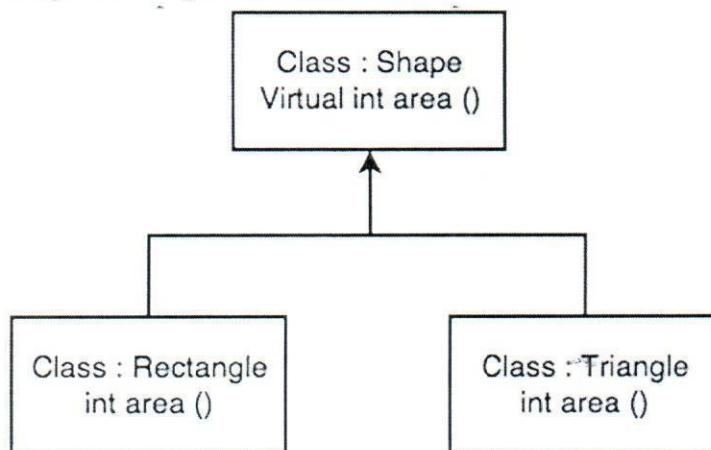 Class : Shape
Virtual int area ()
Class : Rectangle
int area ()
Class : Triangle
int area ()